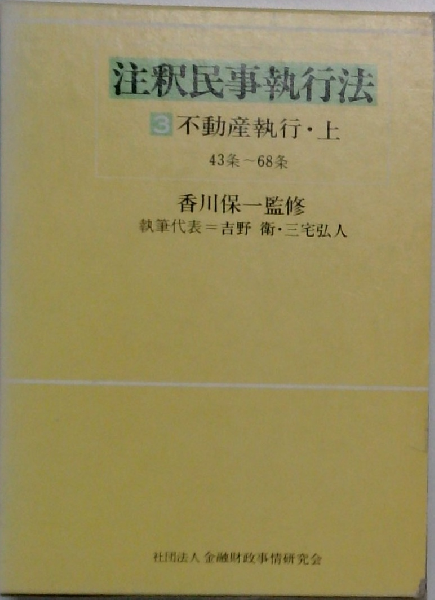 注釈民事執行法
3 不動産執行・上
43条～68条
香川保一監修
執筆代表＝吉野 衛・三宅弘人
社団法人 金融財政事情研究会